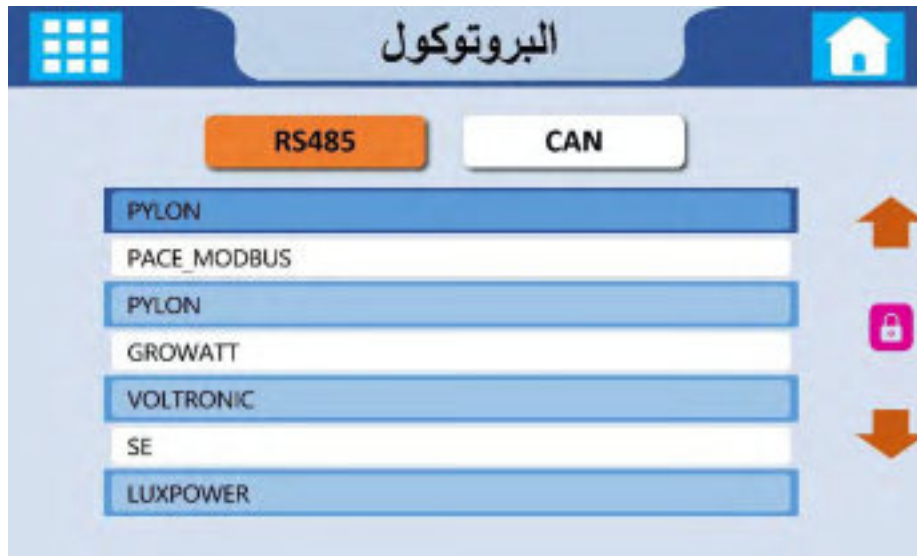 البروتوكول
RS485 CAN
PYLON
PACE_MODBUS
PYLON
GROWATT
VOLTRONIC
SE
LUXPOWER